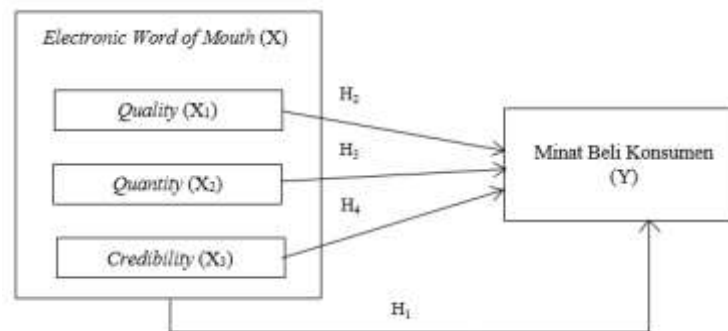 Electronic Word of Mouth (X)
Quality (X₁)
Quantity (X₂)
Credibility (X₃)
H₂
H₃
H₄
Minat Beli Konsumen
(Y)
H₁